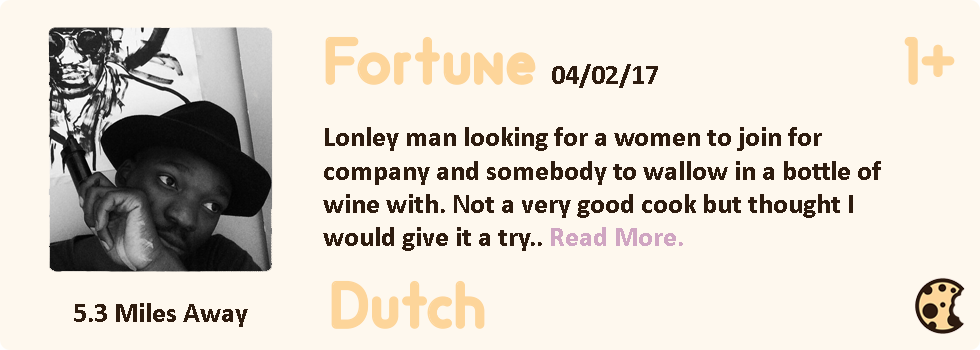 Fortune 04/02/17 1+
Lonley man looking for a women to join for
company and somebody to wallow in a bottle of
wine with. Not a very good cook but thought I
would give it a try.. Read More.
5.3 Miles Away
Dutch